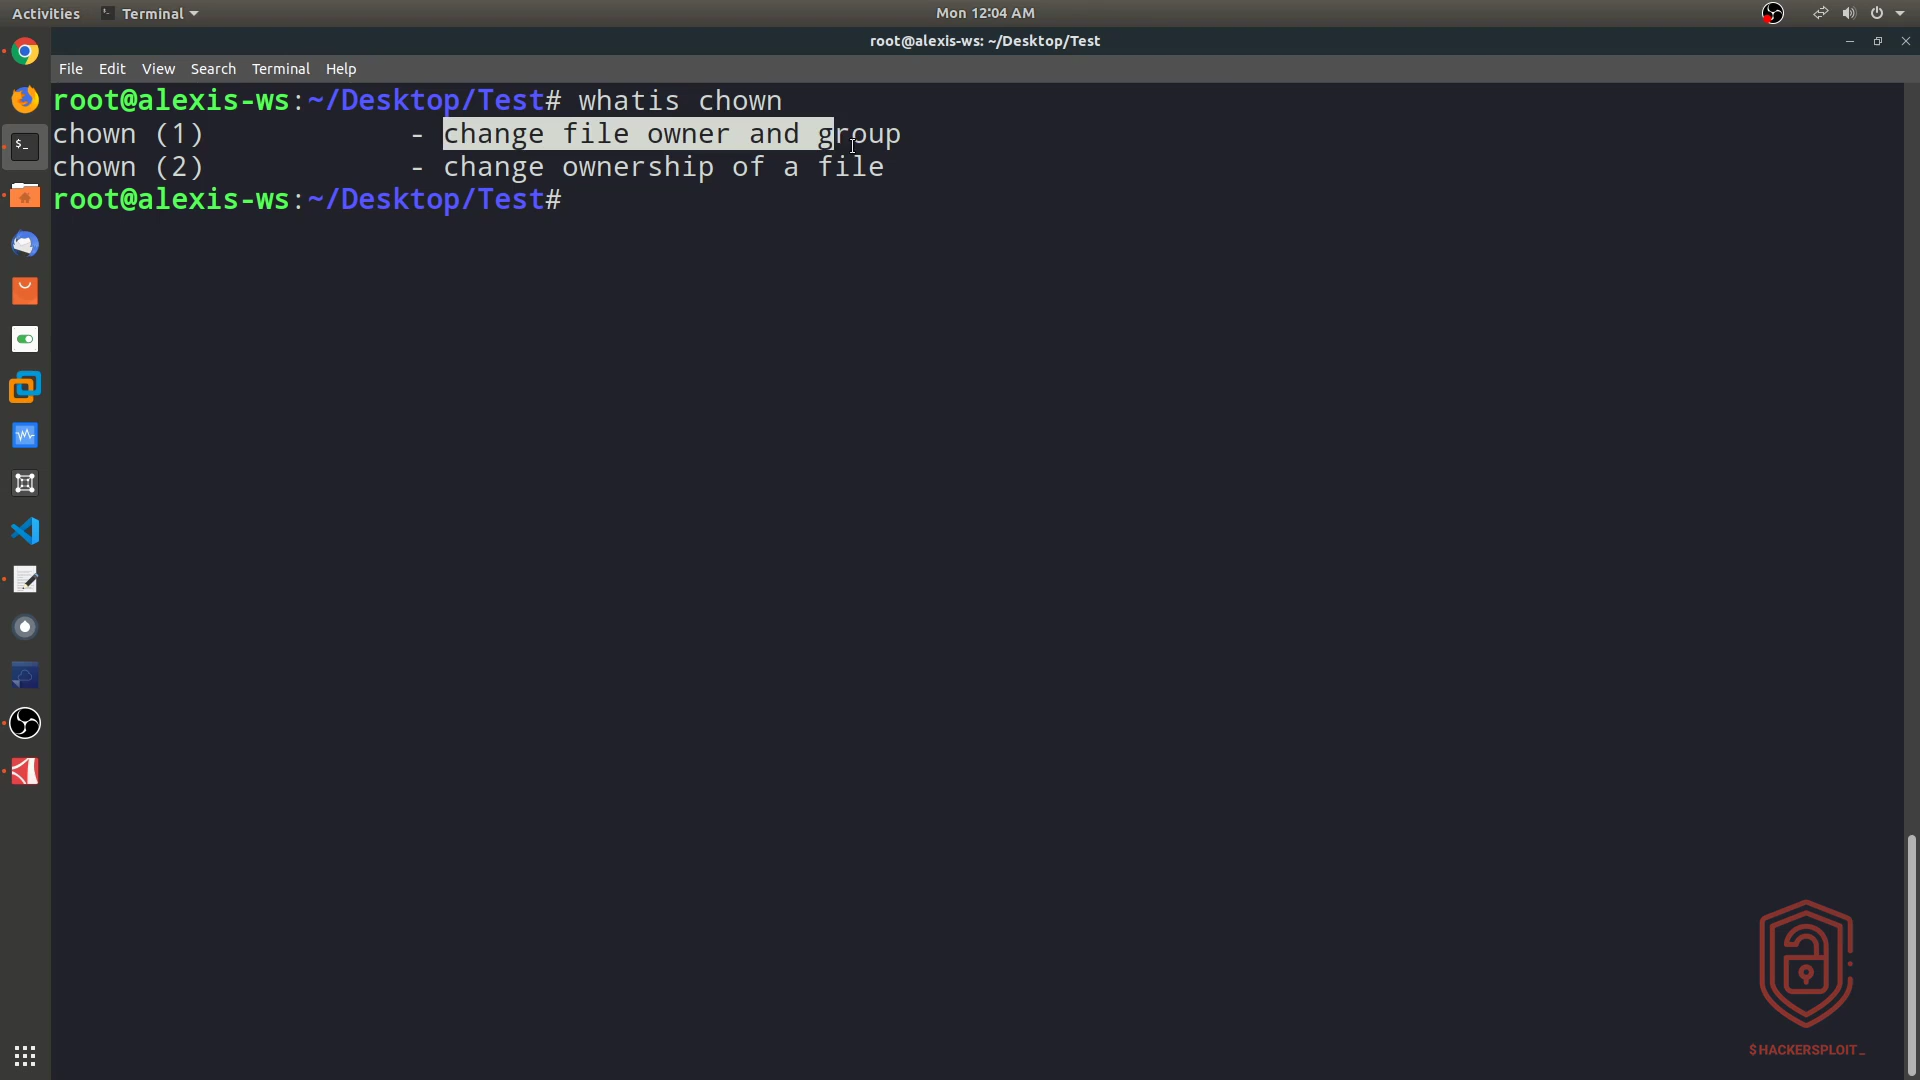 Activities Terminal Mon 12:04 AM
root@alexis-ws: ~/Desktop/Test
File Edit View Search Terminal Help
root@alexis-ws:~/Desktop/Test# whatis chown
chown (1)            - change file owner and group
chown (2)            - change ownership of a file
root@alexis-ws:~/Desktop/Test#
$HACKERSPLOIT_